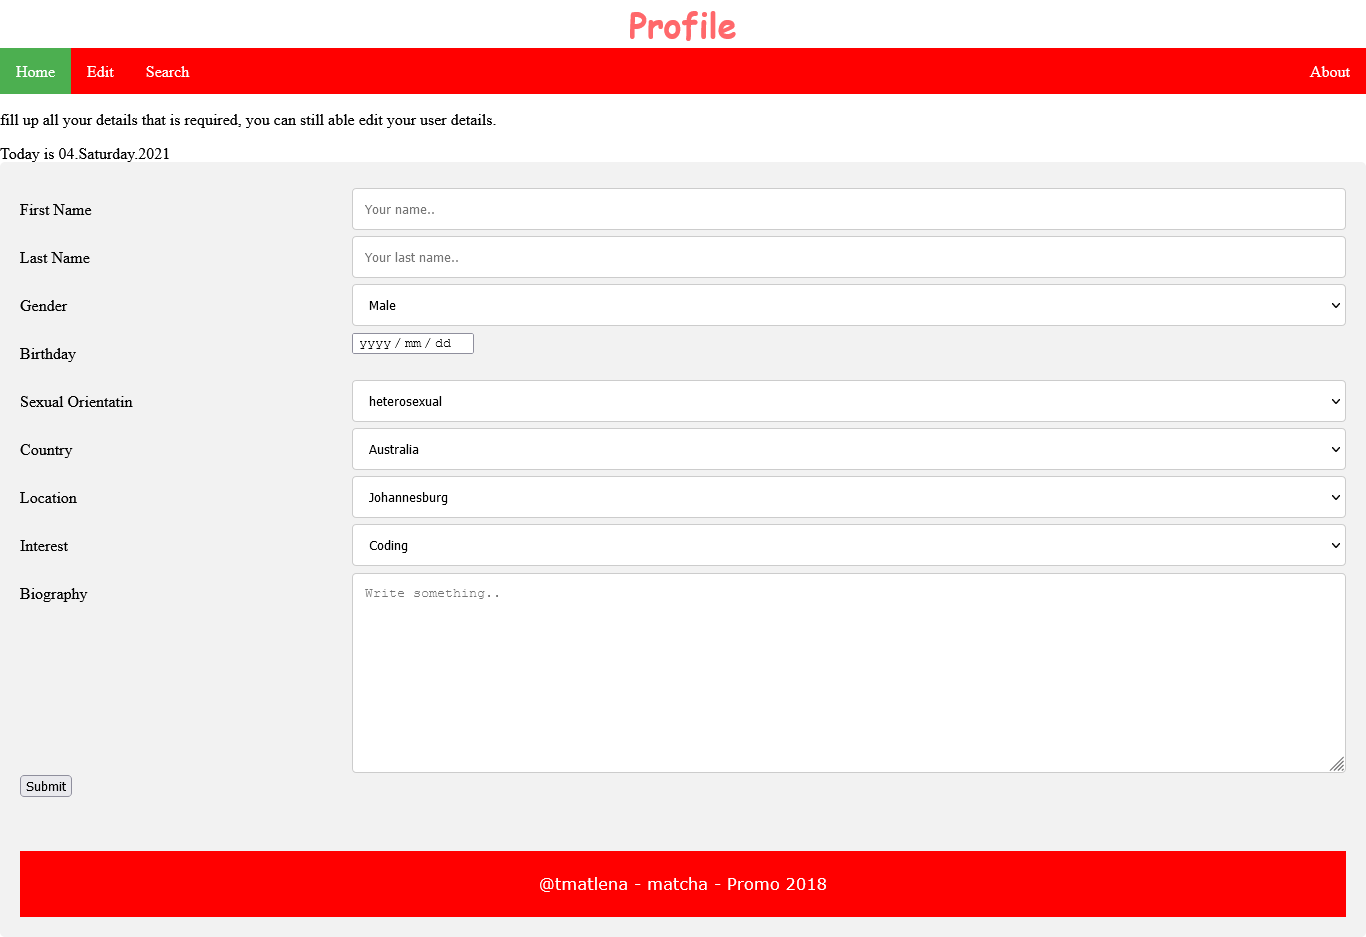 Profile
Home Edit Search About
fill up all your details that is required, you can still able edit your user details.
Today is 04.Saturday.2021
First Name Your name..
Last Name Your last name..
Gender Male
Birthday yyyy / mm / dd
Sexual Orientatin heterosexual
Country Australia
Location Johannesburg
Interest Coding
Biography Write something..
Submit
@tmatlena - matcha - Promo 2018